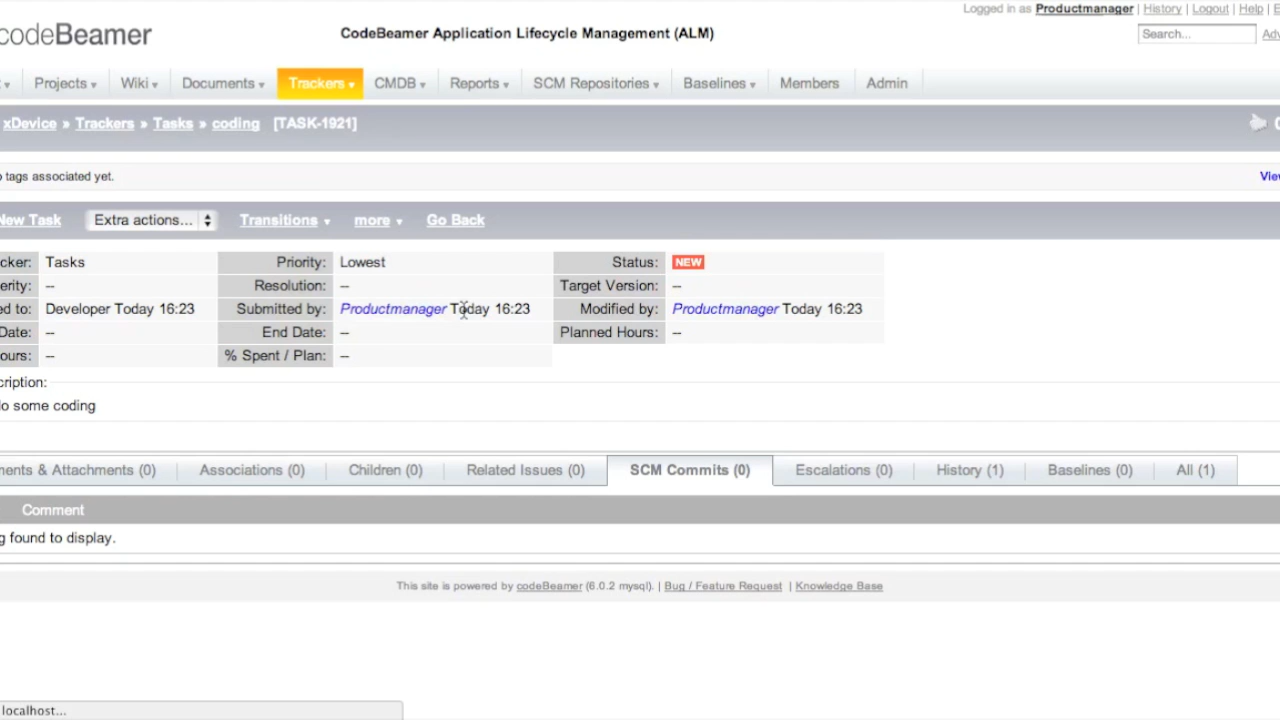 Logged in as Productmanager | History | Logout | Help |
codeBeamer
CodeBeamer Application Lifecycle Management (ALM)
Search...
Projects Wiki Documents Trackers CMDB Reports SCM Repositories Baselines Members Admin
xDevice » Trackers » Tasks » coding [TASK-1921]
tags associated yet.
New Task Extra actions... Transitions more Go Back
Tasks Priority: Lowest Status: NEW
-- Resolution: -- Target Version: --
Developer Today 16:23 Submitted by: Productmanager Today 16:23 Modified by: Productmanager Today 16:23
Date: -- End Date: -- Planned Hours: --
-- % Spent / Plan: --
some coding
& Attachments (0) Associations (0) Children (0) Related Issues (0) SCM Commits (0) Escalations (0) History (1) Baselines (0) All (1)
Comment
found to display.
This site is powered by codeBeamer (6.0.2 mysql). | Bug / Feature Request | Knowledge Base
localhost...